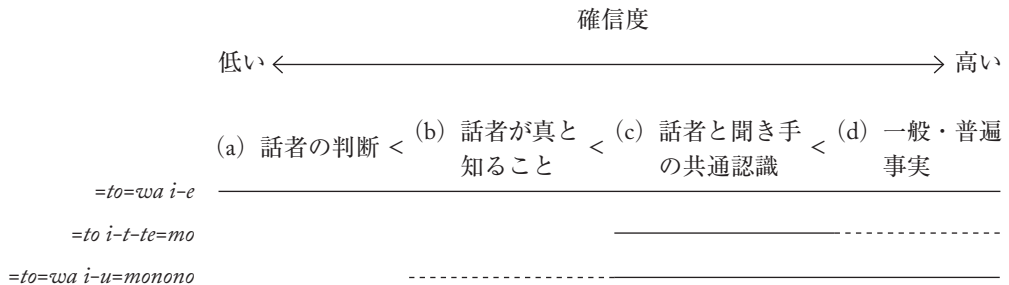 確信度
低い 高い
(a) 話者の判断 < (b) 話者が真と知ること < (c) 話者と聞き手の共通認識 < (d) 一般・普遍事実
=to=wa i–e
=to i–t–te=mo
=to=wa i–u=monono